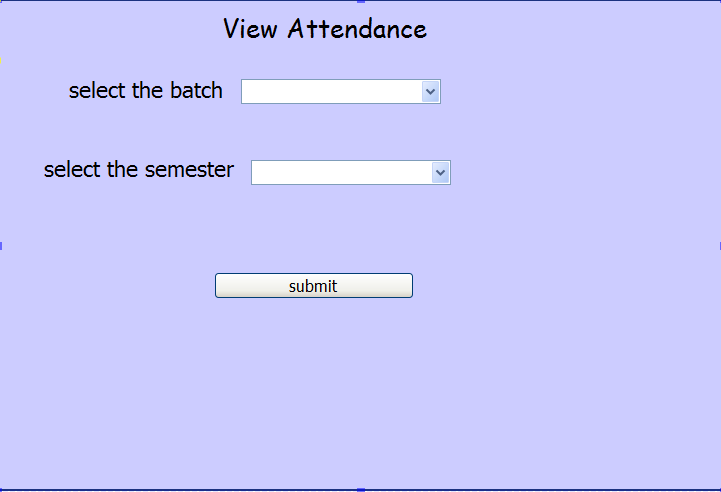 View Attendance
select the batch
select the semester
submit